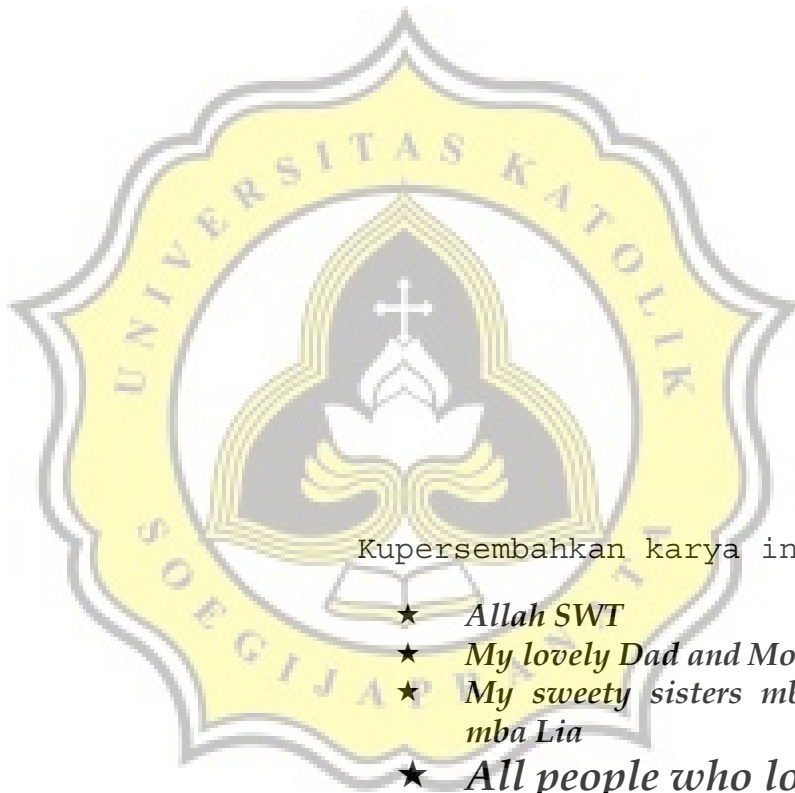 UNIVERSITAS KATOLIK
SOEGIJAPRANATA
Kupersembahkan karya in
★ Allah SWT
★ My lovely Dad and Mo
★ My sweety sisters mb
mba Lia
★ All people who lo